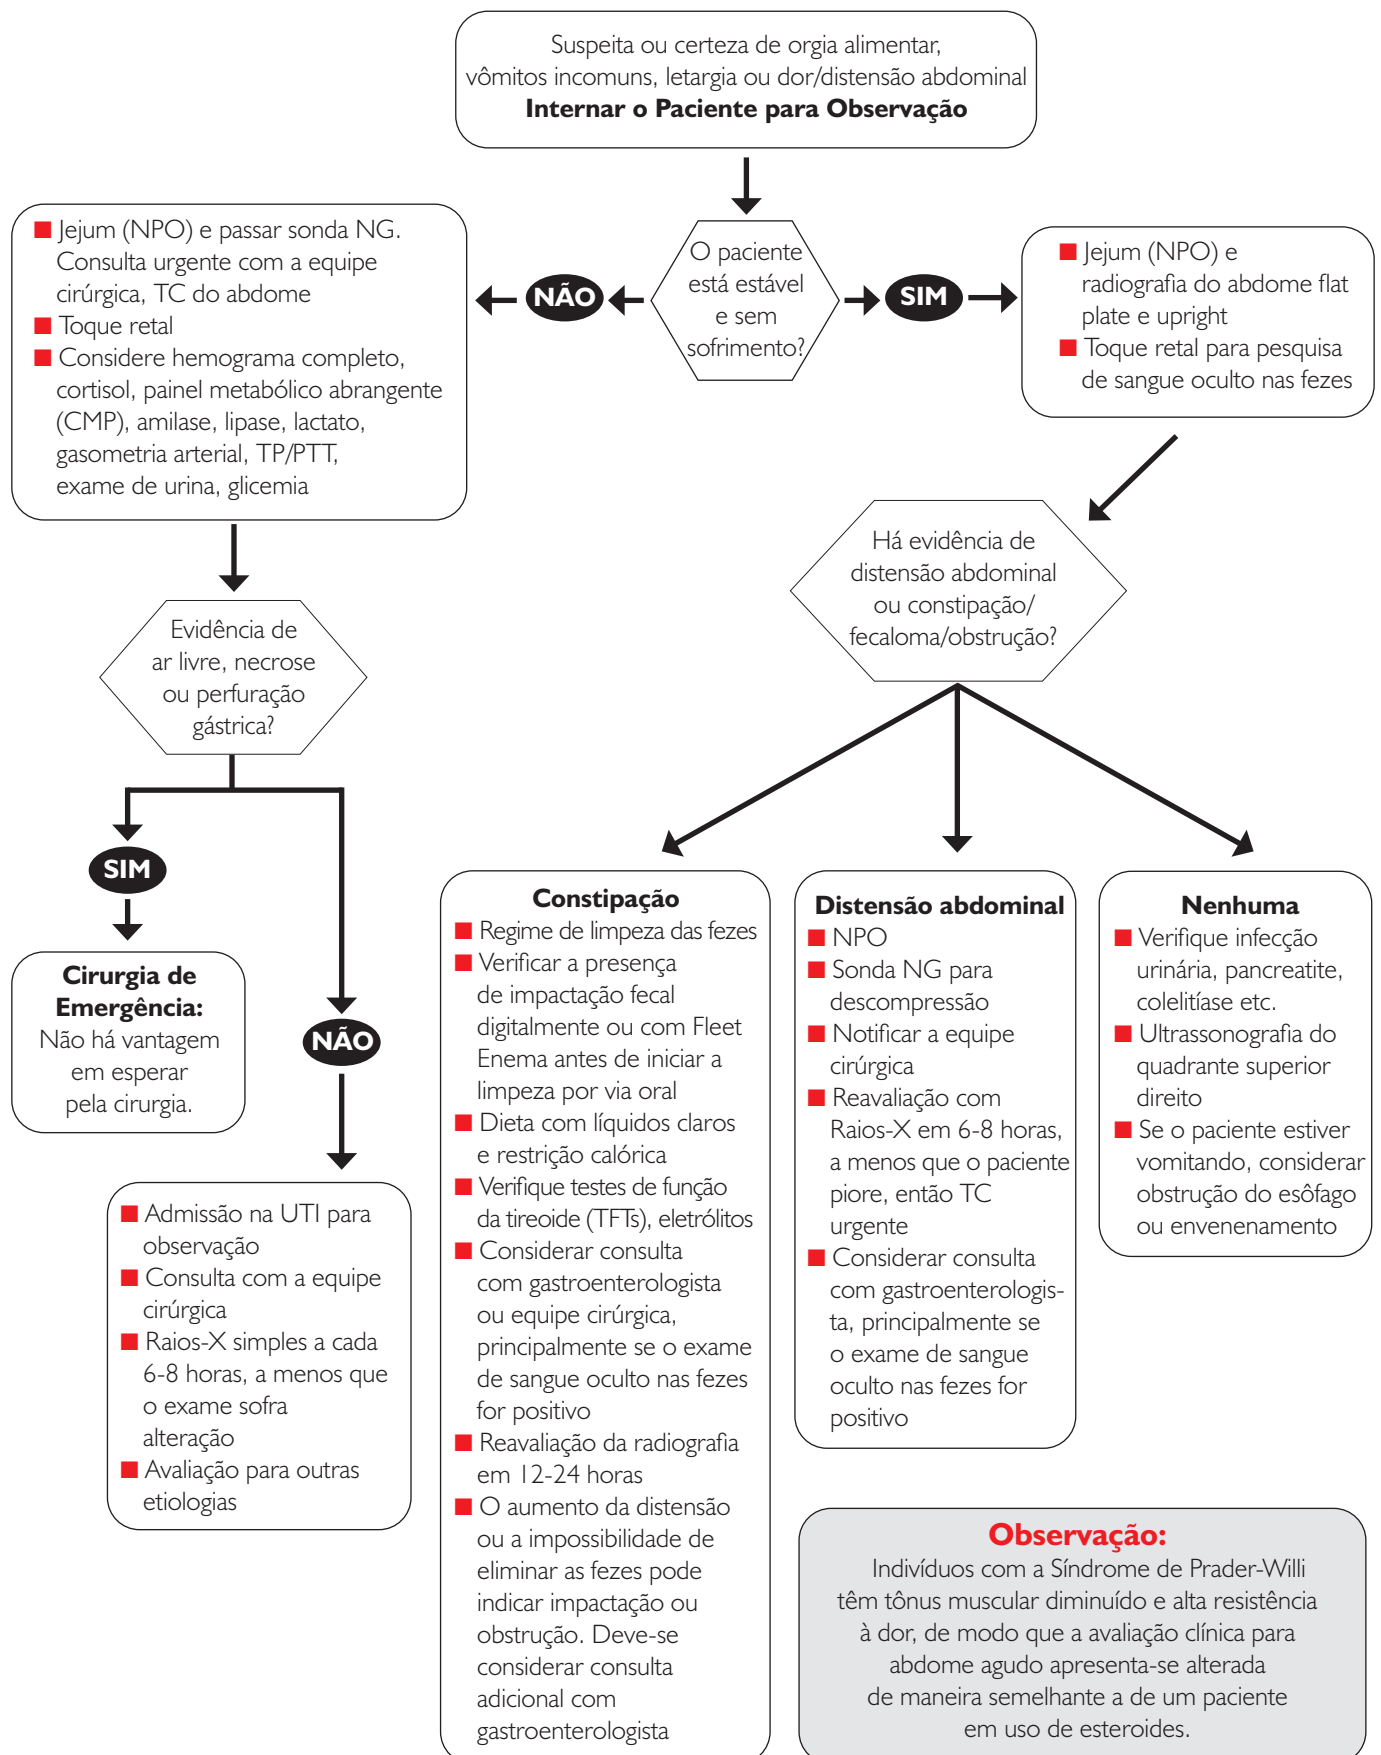 Suspeita ou certeza de orgia alimentar,
vômitos incomuns, letargia ou dor/distensão abdominal
Internar o Paciente para Observação
O paciente
está estável
e sem
sofrimento?
NÃO
SIM
■ Jejum (NPO) e passar sonda NG.
Consulta urgente com a equipe
cirúrgica, TC do abdome
■ Toque retal
■ Considere hemograma completo,
cortisol, painel metabólico abrangente
(CMP), amilase, lipase, lactato,
gasometria arterial, TP/PTT,
exame de urina, glicemia
■ Jejum (NPO) e
radiografia do abdome flat
plate e upright
■ Toque retal para pesquisa
de sangue oculto nas fezes
Evidência de
ar livre, necrose
ou perfuração
gástrica?
SIM
Cirurgia de
Emergência:
Não há vantagem
em esperar
pela cirurgia.
NÃO
■ Admissão na UTI para
observação
■ Consulta com a equipe
cirúrgica
■ Raios-X simples a cada
6-8 horas, a menos que
o exame sofra
alteração
■ Avaliação para outras
etiologias
Há evidência de
distensão abdominal
ou constipação/
fecaloma/obstrução?
Constipação
■ Regime de limpeza das fezes
■ Verificar a presença
de impactação fecal
digitalmente ou com Fleet
Enema antes de iniciar a
limpeza por via oral
■ Dieta com líquidos claros
e restrição calórica
■ Verifique testes de função
da tireoide (TFTs), eletrólitos
■ Considerar consulta
com gastroenterologista
ou equipe cirúrgica,
principalmente se o exame
de sangue oculto nas fezes
for positivo
■ Reavaliação da radiografia
em 12-24 horas
■ O aumento da distensão
ou a impossibilidade de
eliminar as fezes pode
indicar impactação ou
obstrução. Deve-se
considerar consulta
adicional com
gastroenterologista
Distensão abdominal
■ NPO
■ Sonda NG para
descompressão
■ Notificar a equipe
cirúrgica
■ Reavaliação com
Raios-X em 6-8 horas,
a menos que o paciente
piore, então TC
urgente
■ Considerar consulta
com gastroenterologis-
ta, principalmente se
o exame de sangue
oculto nas fezes for
positivo
Nenhuma
■ Verifique infecção
urinária, pancreatite,
colelitíase etc.
■ Ultrassonografia do
quadrante superior
direito
■ Se o paciente estiver
vomitando, considerar
obstrução do esôfago
ou envenenamento
Observação:
Indivíduos com a Síndrome de Prader-Willi
têm tônus muscular diminuído e alta resistência
à dor, de modo que a avaliação clínica para
abdome agudo apresenta-se alterada
de maneira semelhante a de um paciente
em uso de esteroides.